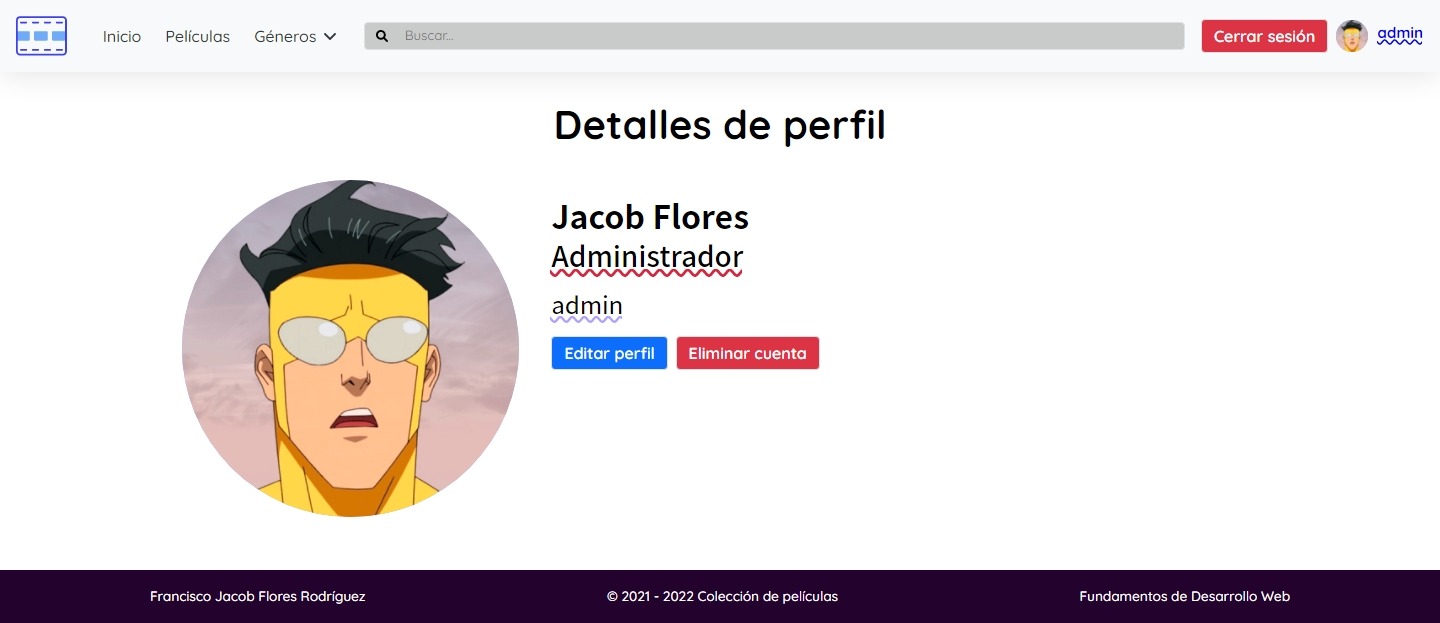 Inicio Películas Géneros Buscar... Cerrar sesión admin
Detalles de perfil
Jacob Flores
Administrador
admin
Editar perfil Eliminar cuenta
Francisco Jacob Flores Rodríguez © 2021 - 2022 Colección de películas Fundamentos de Desarrollo Web